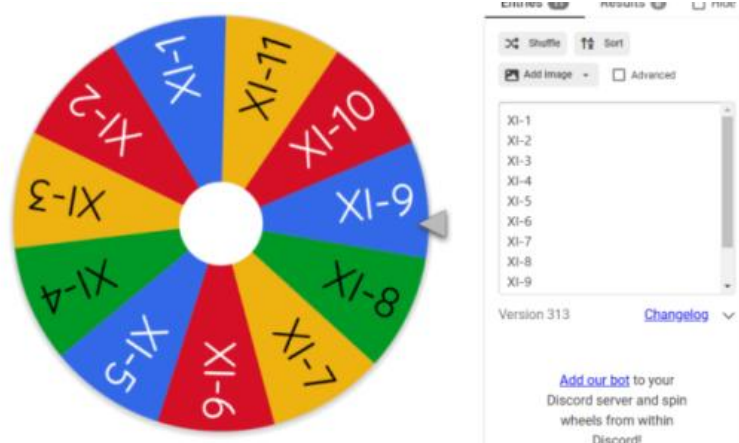 XI-1
XI-11
XI-10
XI-9
XI-8
XI-7
XI-6
XI-5
XI-4
XI-3
XI-2
Entries
Results
Hide
Shuffle
Sort
Add image
Advanced
XI-1
XI-2
XI-3
XI-4
XI-5
XI-6
XI-7
XI-8
XI-9
Version 313
Changelog
Add our bot to your
Discord server and spin
wheels from within
Discord!